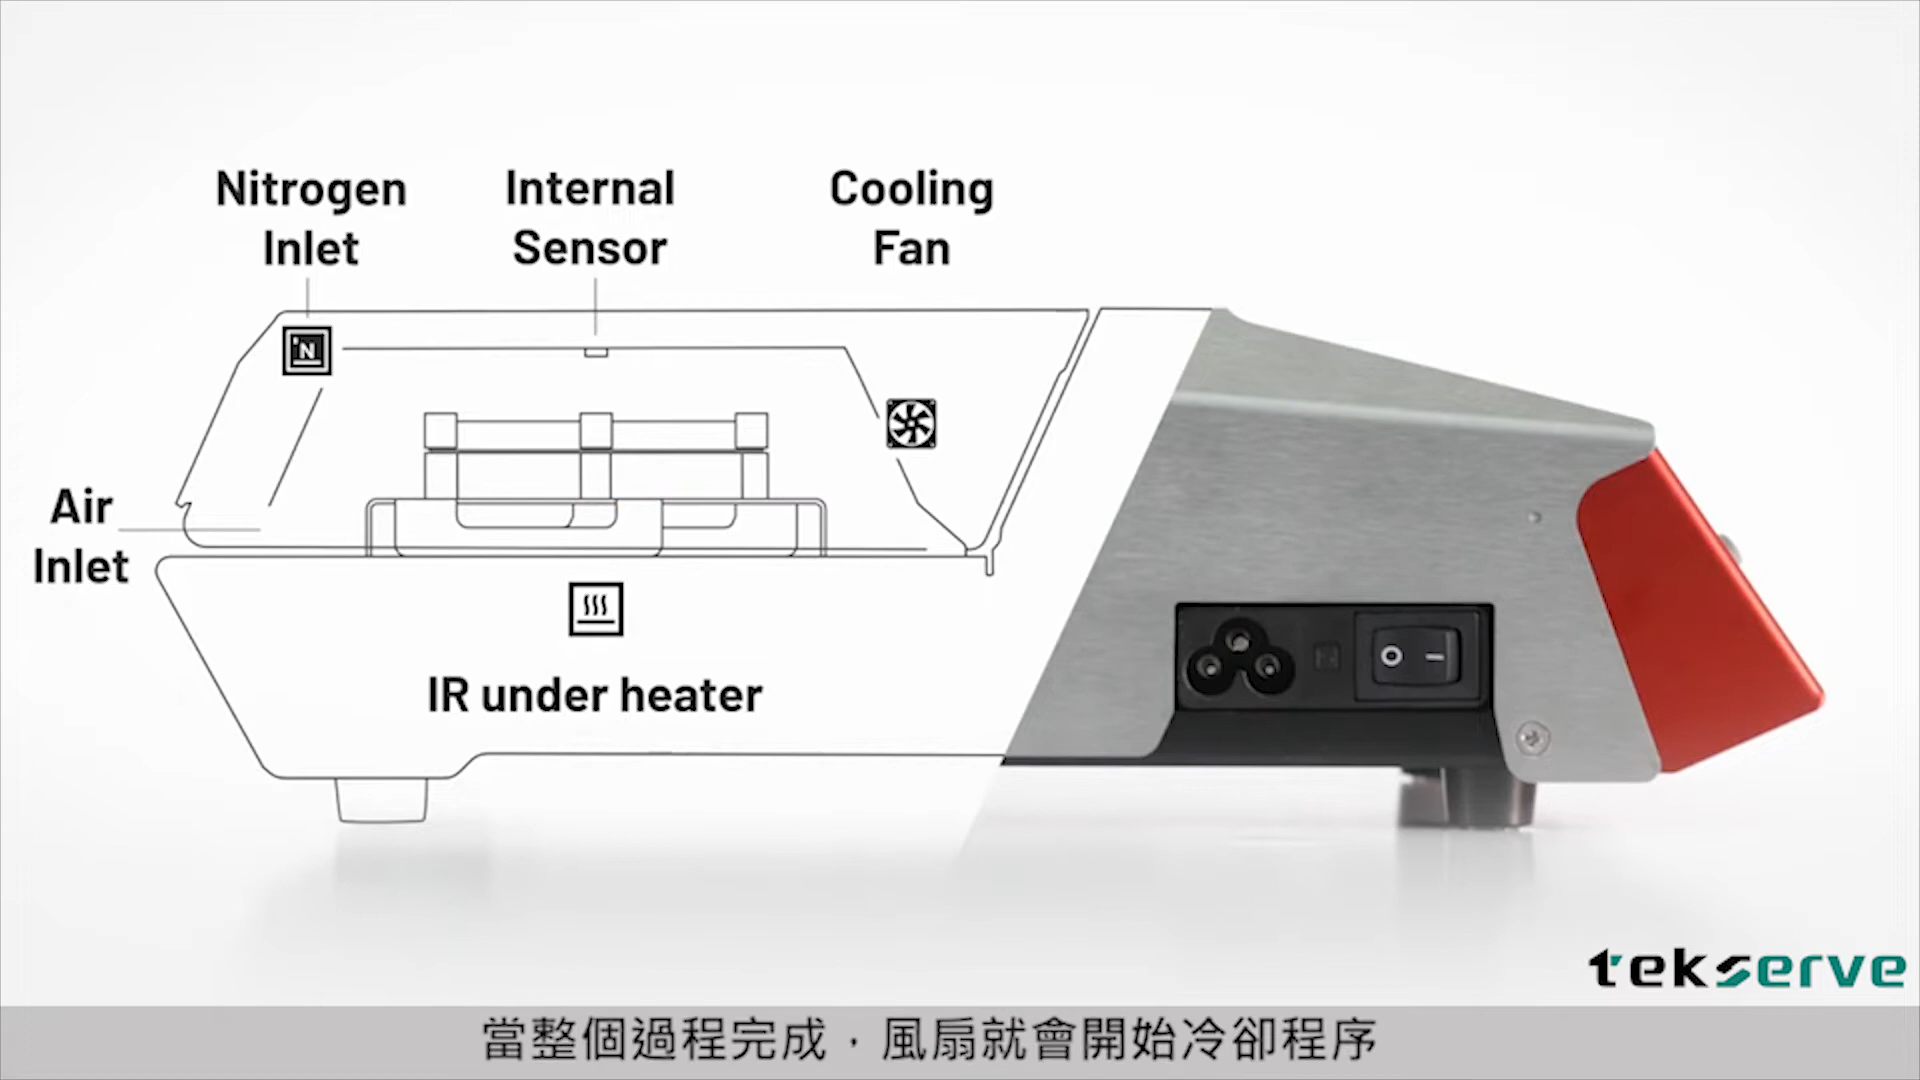 Nitrogen
Inlet
Internal
Sensor
Cooling
Fan
N
Air
Inlet
IR under heater
tekserve
當整個過程完成，風扇就會開始冷卻程序